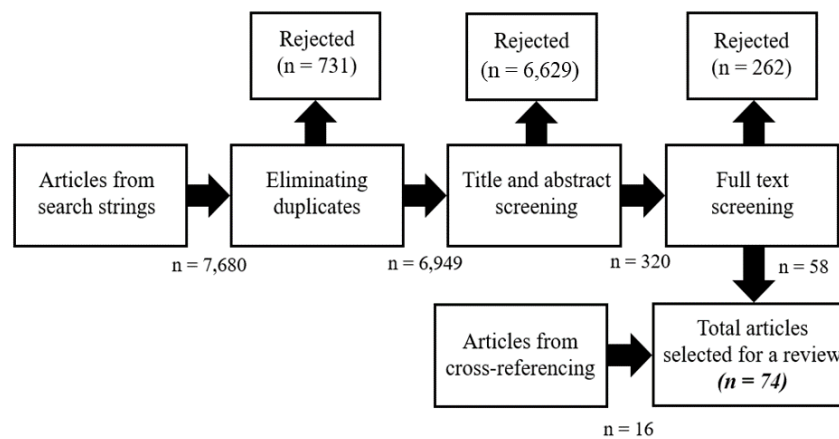 Rejected
(n = 731)
Rejected
(n = 6,629)
Rejected
(n = 262)
Articles from
search strings
Eliminating
duplicates
Title and abstract
screening
Full text
screening
n = 7,680
n = 6,949
n = 320
n = 58
Articles from
cross-referencing
Total articles
selected for a review
(n = 74)
n = 16